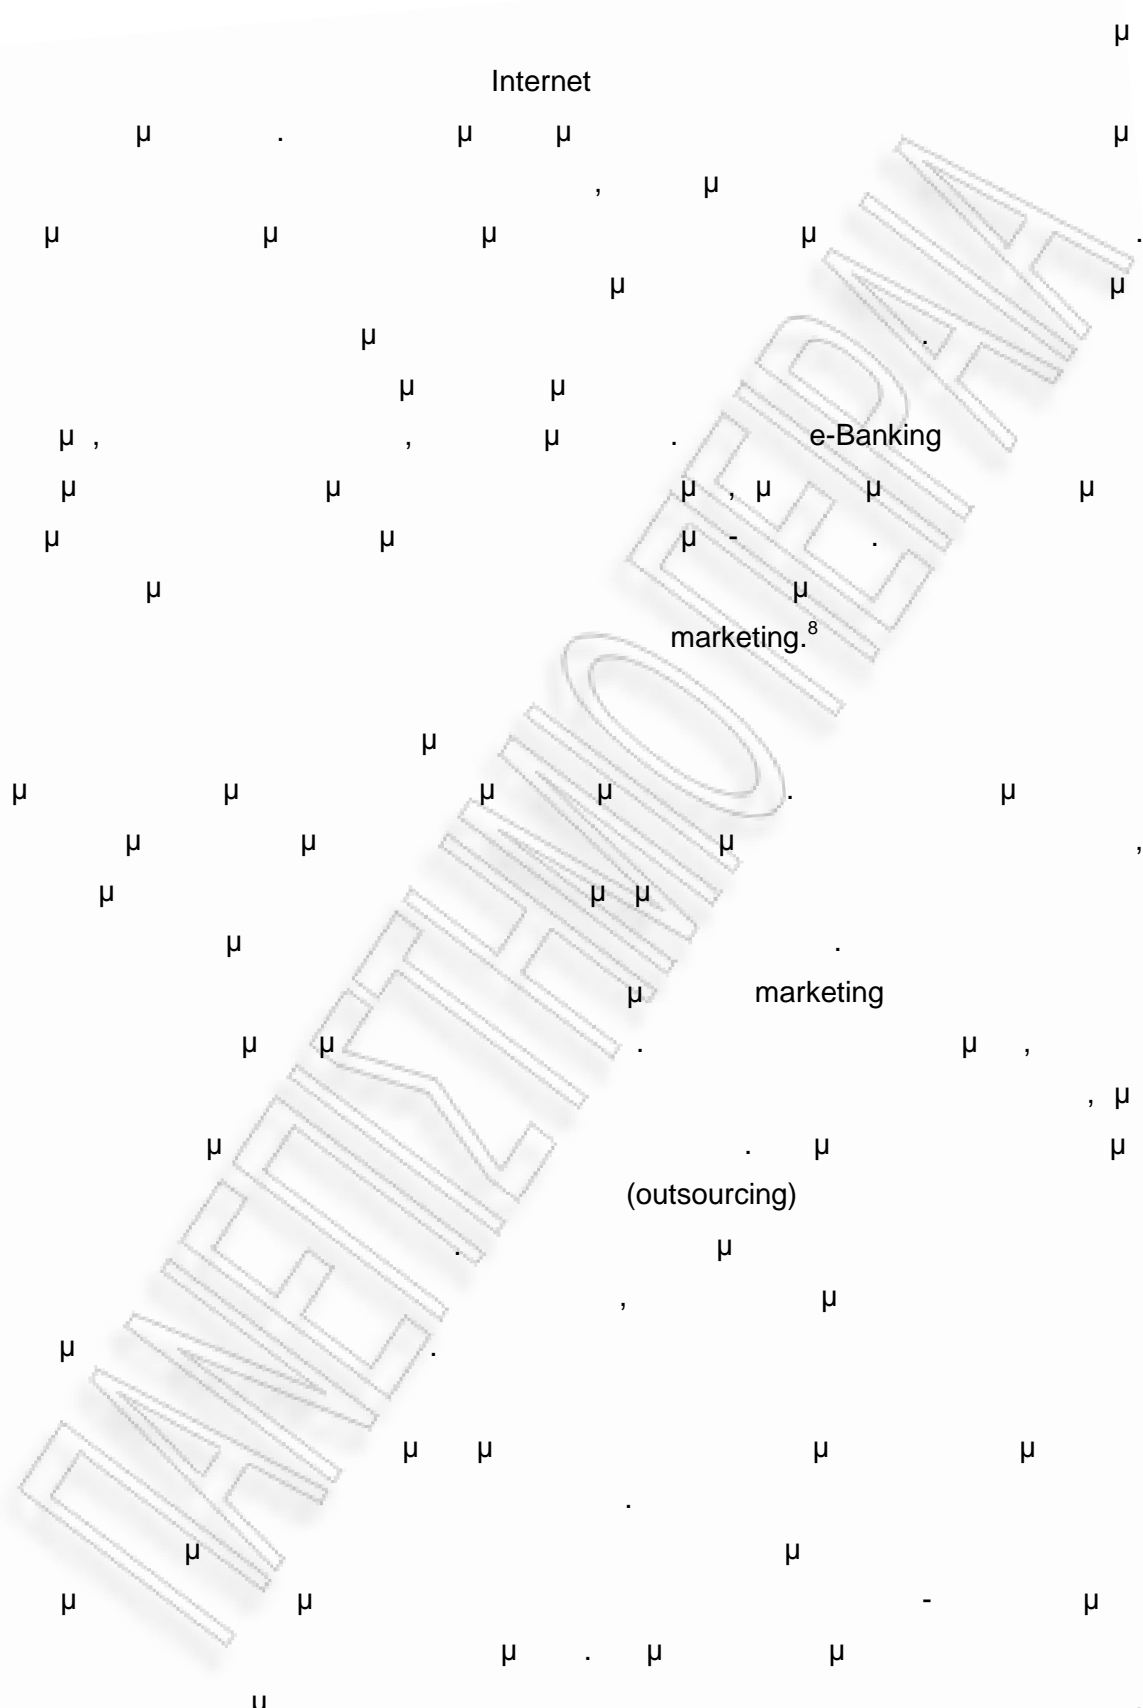 μ
Internet
μ . μ μ μ
, μ
μ μ μ μ .
μ μ
μ .
μ μ
μ , , μ . e-Banking
μ μ μ , μ μ μ
μ μ μ - .
μ μ
marketing.⁸
μ
μ μ μ μ . μ
μ μ μ ,
μ μ μ
μ .
μ marketing
μ μ . μ ,
, μ
μ . μ μ
(outsourcing)
. μ
, μ
μ .
μ μ μ μ
.
μ μ
μ μ - μ
μ . μ μ
μ
ΠΑΝΕΠΙΣΤΗΜΙΟ ΠΕΙΡΑΙΑ